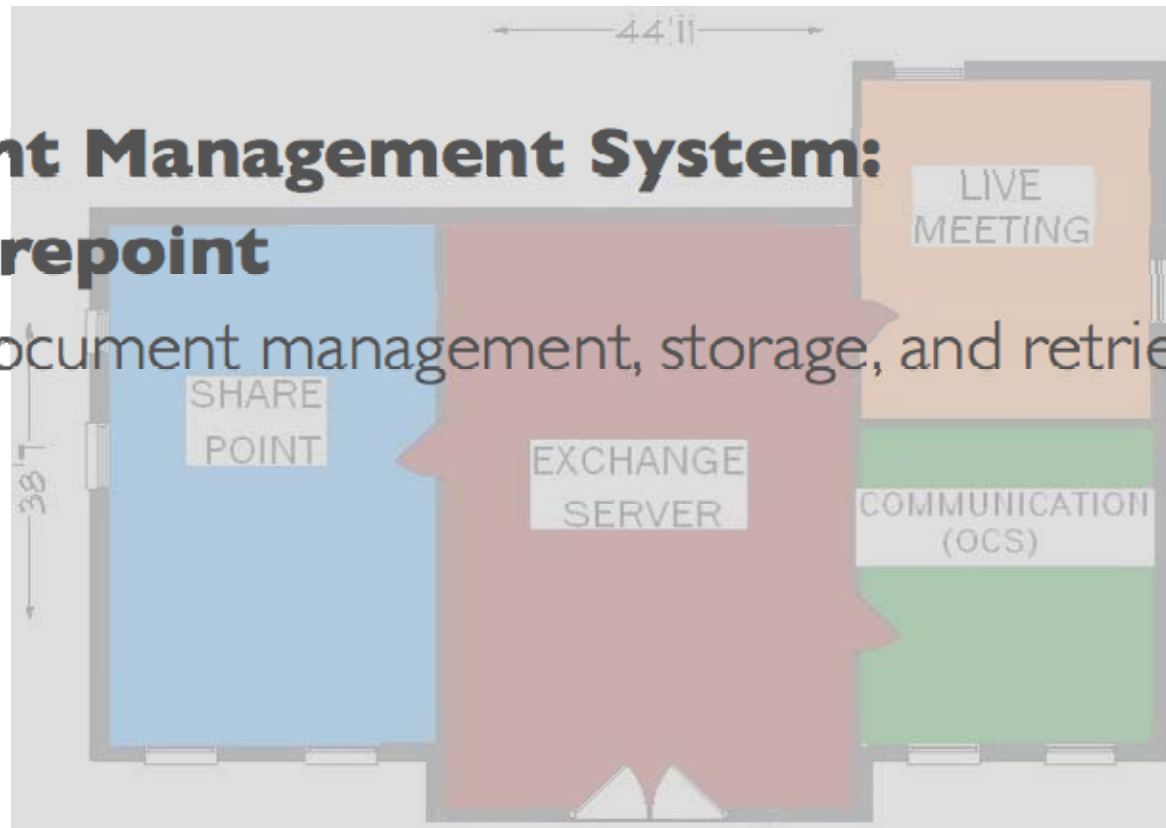 44'11
nt Management System:
LIVE
MEETING
repoint
ocument management, storage, and retrie
SHARE
POINT
38'7
EXCHANGE
SERVER
COMMUNICATION
(OCS)